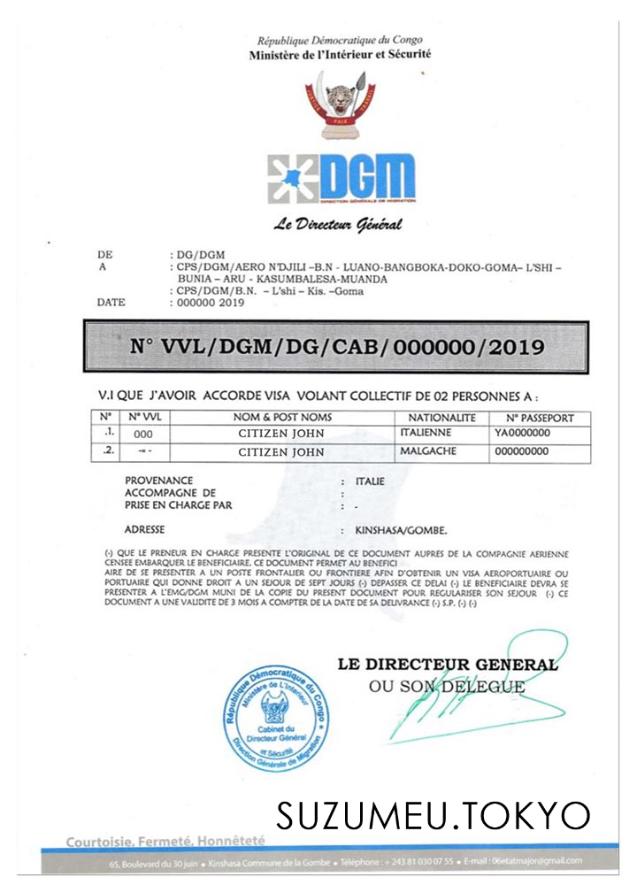 République Démocratique du Congo
Ministère de l'Intérieur et Sécurité
JUSTICE PAIX TRAVAIL
DGM
DIRECTION GÉNÉRALE DE MIGRATION
Le Directeur Général
DE : DG/DGM
A : CPS/DGM/AERO N'DJILI –B.N - LUANO-BANGBOKA-DOKO-GOMA– L'SHI –
BUNIA – ARU - KASUMBALESA-MUANDA
: CPS/DGM/B.N. – L'shi – Kis. –Goma
DATE : 000000 2019
N° VVL/DGM/DG/CAB/000000/2019
V.I QUE J'AVOIR ACCORDE VISA VOLANT COLLECTIF DE 02 PERSONNES A :
N° N° VVL NOM & POST NOMS NATIONALITE N° PASSEPORT
.1. 000 CITIZEN JOHN ITALIENNE YA0000000
.2. -«- CITIZEN JOHN MALGACHE 000000000
PROVENANCE : ITALIE
ACCOMPAGNE DE :
PRISE EN CHARGE PAR : -
ADRESSE : KINSHASA/GOMBE.
(-) QUE LE PRENEUR EN CHARGE PRESENTE L'ORIGINAL DE CE DOCUMENT AUPRES DE LA COMPAGNIE AERIENNE
CENSEE EMBARQUER LE BENEFICIAIRE. CE DOCUMENT PERMET AU BENEFICI
AIRE DE SE PRESENTER A UN POSTE FRONTALIER OU FRONTIERE AFIN D'OBTENIR UN VISA AEROPORTUAIRE OU
PORTUAIRE QUI DONNE DROIT A UN SEJOUR DE SEPT JOURS (-) DEPASSER CE DELAI (-) LE BENEFICIAIRE DEVRA SE
PRESENTER A L'EMG/DGM MUNI DE LA COPIE DU PRESENT DOCUMENT POUR REGULARISER SON SEJOUR (-) CE
DOCUMENT A UNE VALIDITE DE 3 MOIS A COMPTER DE LA DATE DE SA DELIVRANCE (-) S.P. (-) (-)
LE DIRECTEUR GENERAL
OU SON DELEGUE
République Démocratique du Congo
Ministère de L'Intérieur
Cabinet du
Directeur Général
et Sécurité
Direction Générale de Migration
SUZUMEU.TOKYO
Courtoisie, Fermeté, Honnêteté
65, Boulevard du 30 juin • Kinshasa Commune de la Gombe • Téléphone : + 243 81 030 07 55 • E-mail : 06etatmajor@gmail.com